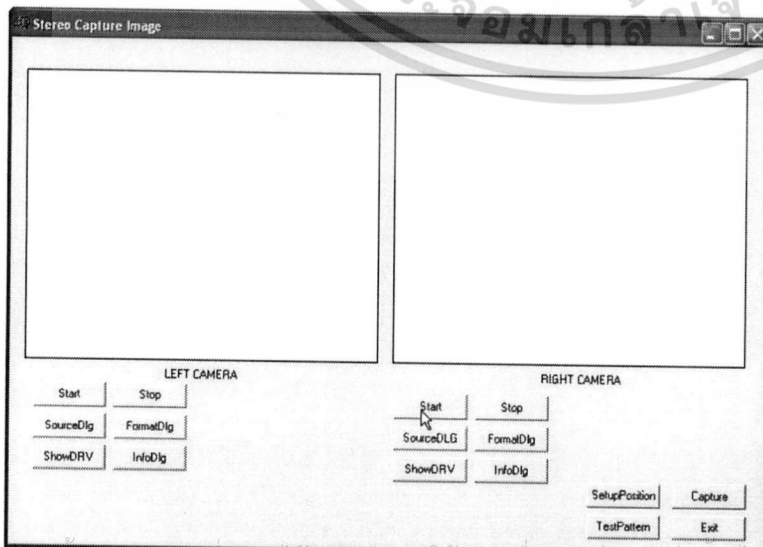 Stereo Capture Image
LEFT CAMERA
Start Stop
SourceDlg FormatDlg
ShowDRV InfoDlg
RIGHT CAMERA
Start Stop
SourceDLG FormatDlg
ShowDRV InfoDlg
SetupPosition Capture
TestPattern Exit